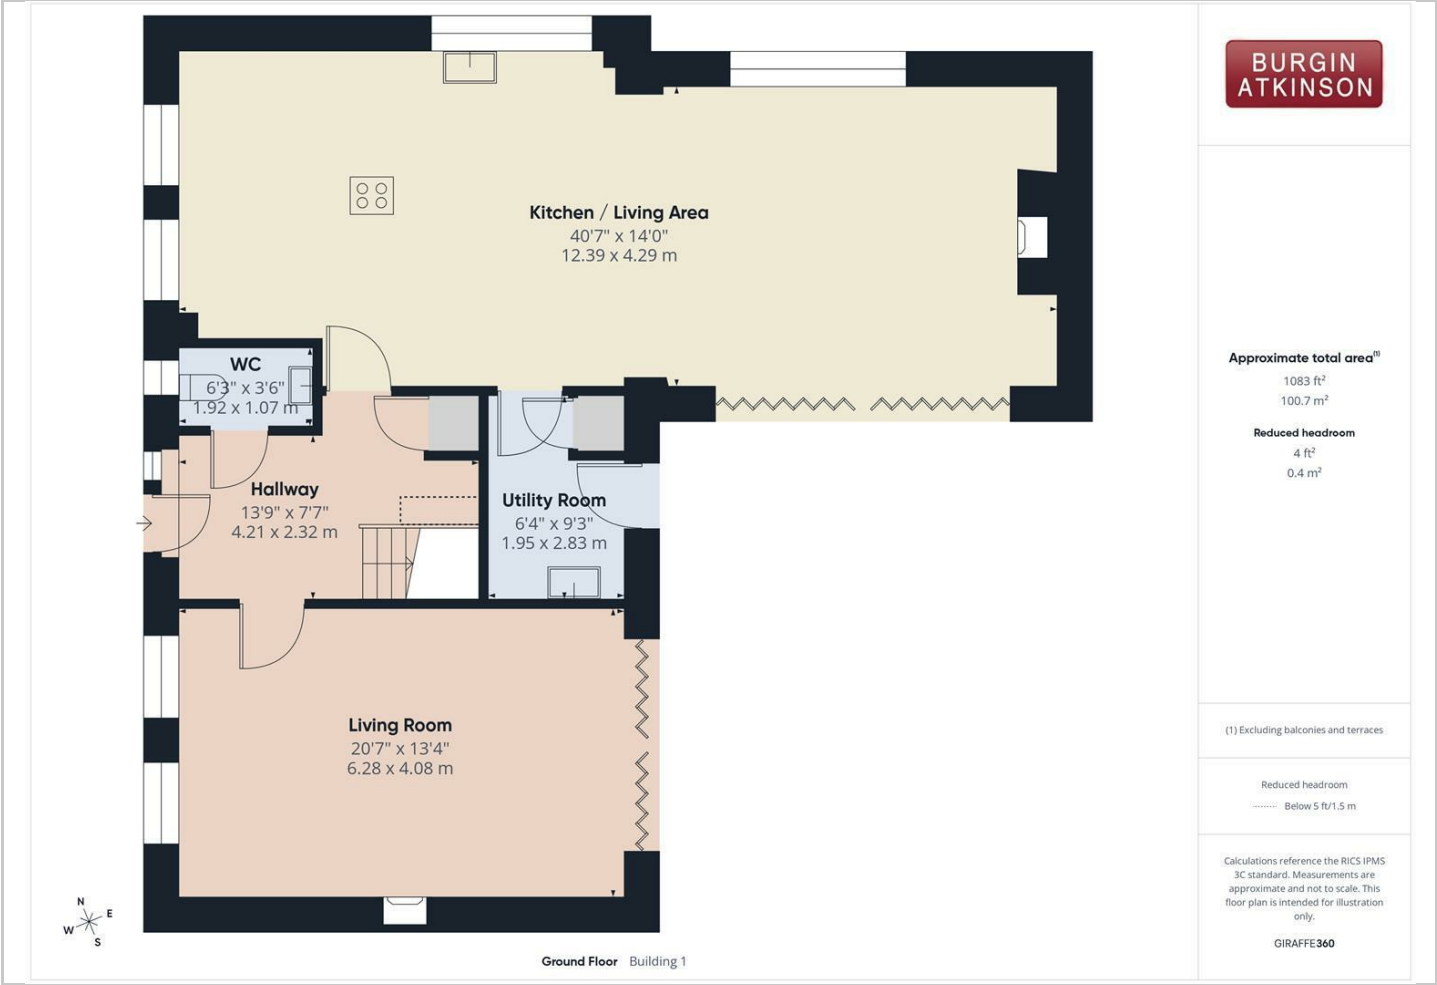 BURGIN
ATKINSON
Kitchen / Living Area
40'7" x 14'0"
12.39 x 4.29 m
WC
6'3" x 3'6"
1.92 x 1.07 m
Hallway
13'9" x 7'7"
4.21 x 2.32 m
Utility Room
6'4" x 9'3"
1.95 x 2.83 m
Living Room
20'7" x 13'4"
6.28 x 4.08 m
N
E
W
S
Ground Floor Building 1
Approximate total area(1)
1083 ft²
100.7 m²
Reduced headroom
4 ft²
0.4 m²
(1) Excluding balconies and terraces
Reduced headroom
Below 5 ft/1.5 m
Calculations reference the RICS IPMS
3C standard. Measurements are
approximate and not to scale. This
floor plan is intended for illustration
only.
GIRAFFE360